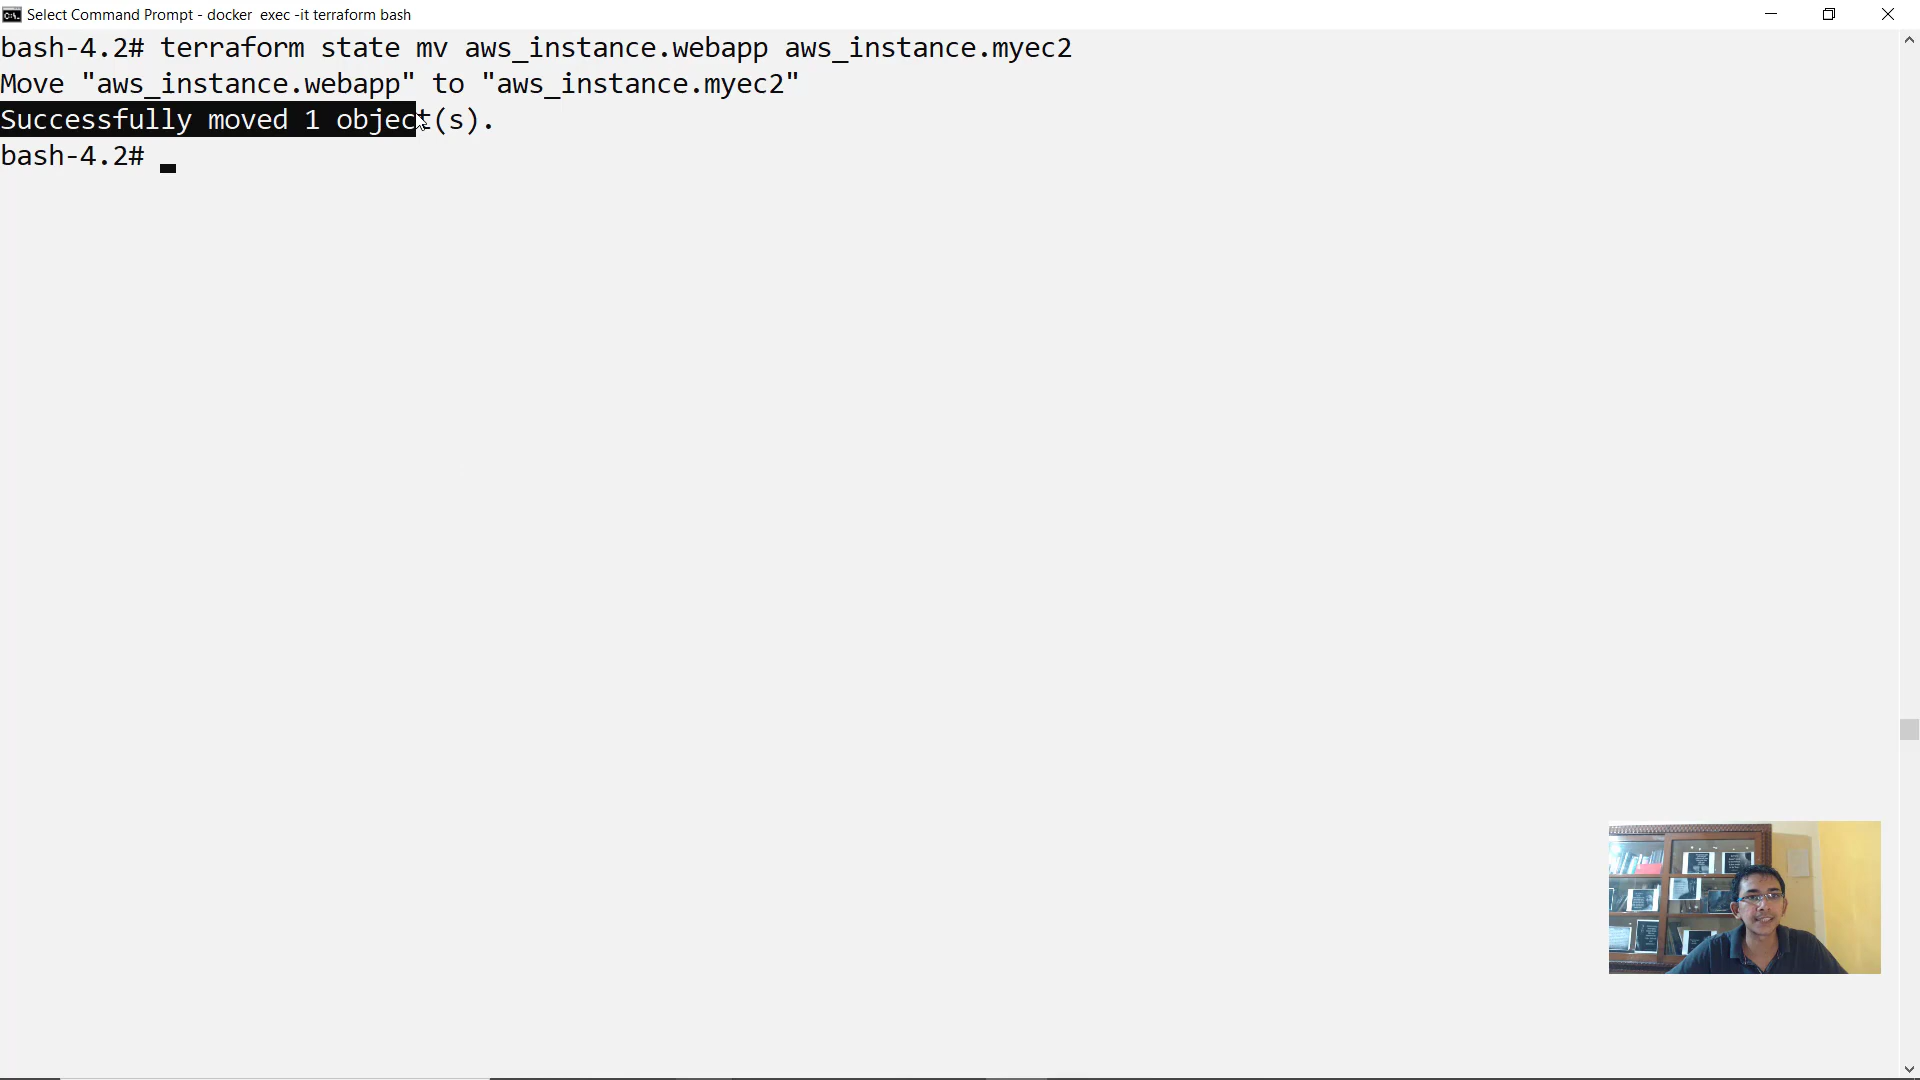 Select Command Prompt - docker  exec -it terraform bash
bash-4.2# terraform state mv aws_instance.webapp aws_instance.myec2
Move "aws_instance.webapp" to "aws_instance.myec2"
Successfully moved 1 object(s).
bash-4.2#